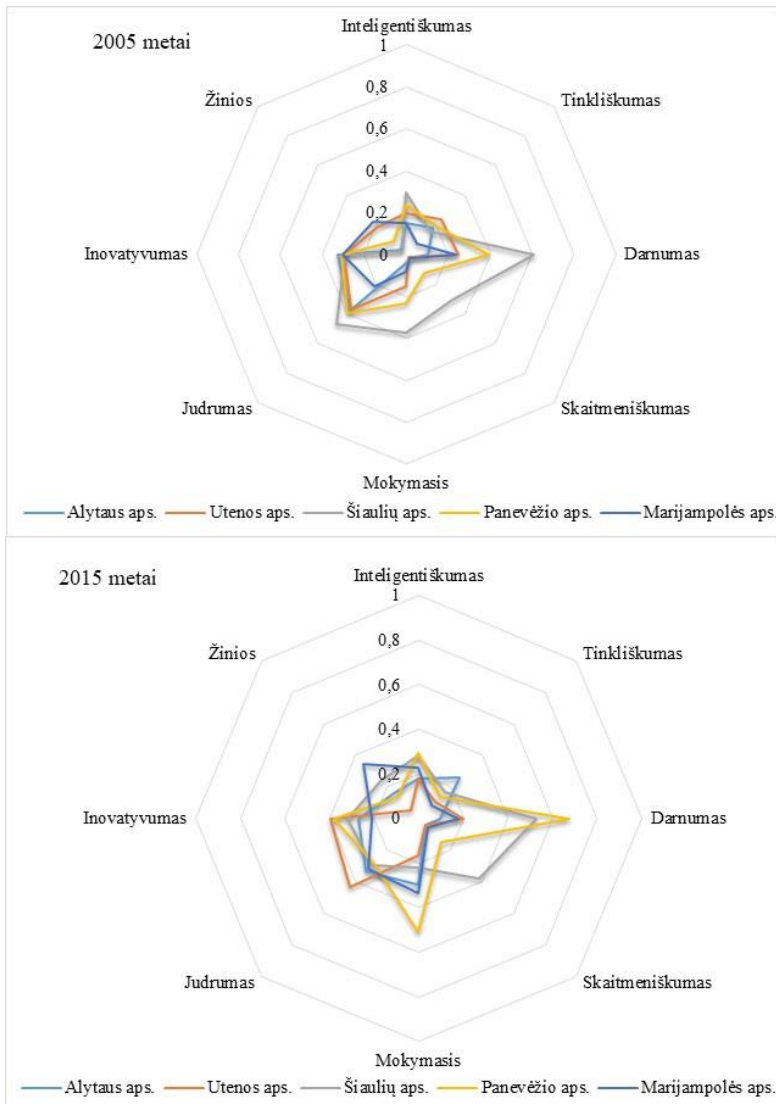 Inteligentiškumas
2005 metai
1
Žinios
0,8
Tinkliškumas
0,6
0,4
0,2
Inovatyvumas
0
Darnumas
Judrumas
Skaitmeniškumas
Mokymasis
Alytaus aps. Utenos aps. Šiaulių aps. Panevėžio aps. Marijampolės aps.
2015 metai
Inteligentiškumas
1
Žinios
0,8
Tinkliškumas
0,6
0,4
0,2
Inovatyvumas
0
Darnumas
Judrumas
Skaitmeniškumas
Mokymasis
Alytaus aps. Utenos aps. Šiaulių aps. Panevėžio aps. Marijampolės aps.